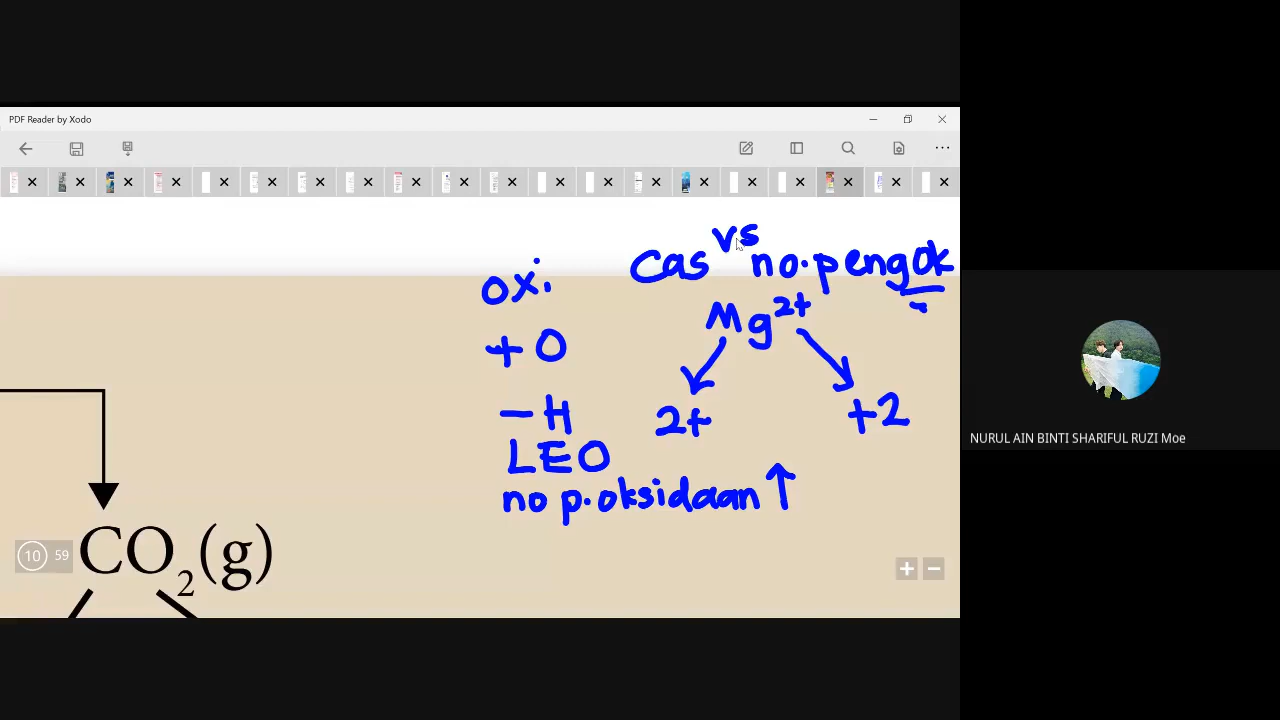 PDF Reader by Xodo
vs
Cas no. pengok
oxi.
Mg2+
+ O
2+ +2
- H
LEO
no p. oksidaan ↑
CO2(g)
10 59
NURUL AIN BINTI SHARIFUL RUZI Moe